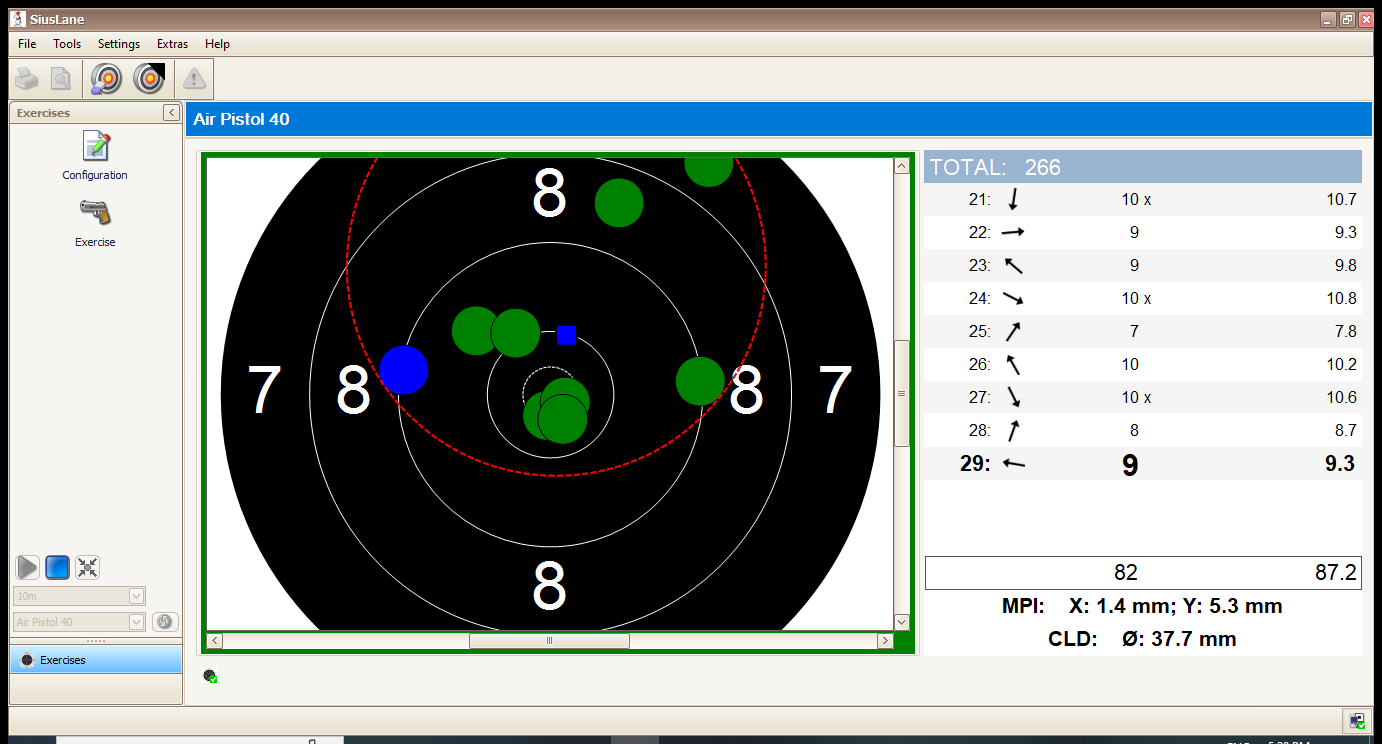 SiusLane
File Tools Settings Extras Help
Exercises
Configuration
Exercise
10m
Air Pistol 40
Exercises
Air Pistol 40
8
7 8 8 7
8
TOTAL: 266
21: 10 x 10.7
22: 9 9.3
23: 9 9.8
24: 10 x 10.8
25: 7 7.8
26: 10 10.2
27: 10 x 10.6
28: 8 8.7
29: 9 9.3
82 87.2
MPI: X: 1.4 mm; Y: 5.3 mm
CLD: Ø: 37.7 mm